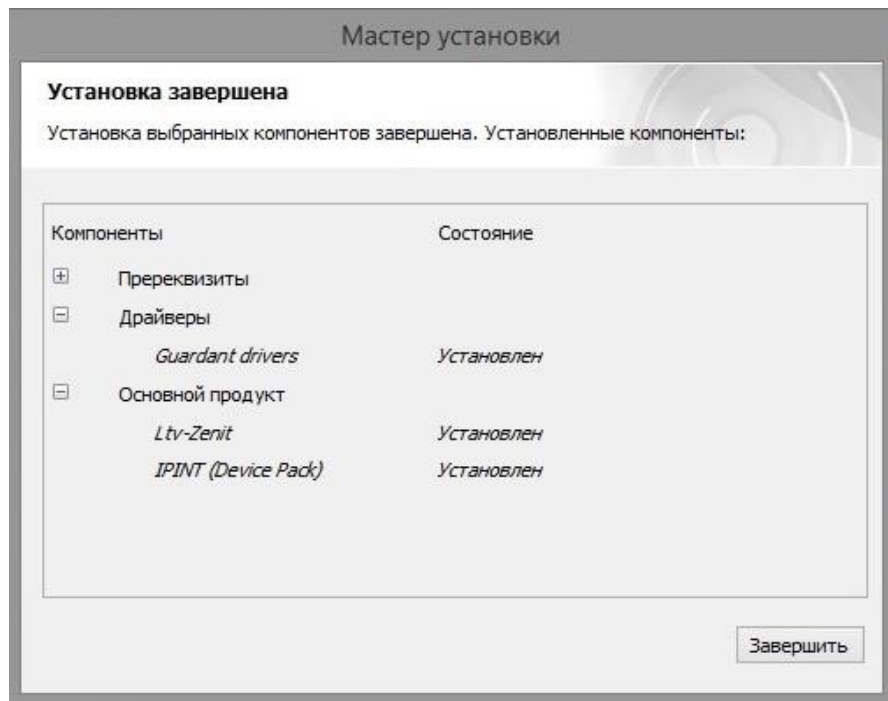 Мастер установки
Установка завершена
Установка выбранных компонентов завершена. Установленные компоненты:
Компоненты Состояние
Пререквизиты
Драйверы
Guardant drivers Установлен
Основной продукт
Ltv-Zenit Установлен
IPINT (Device Pack) Установлен
Завершить